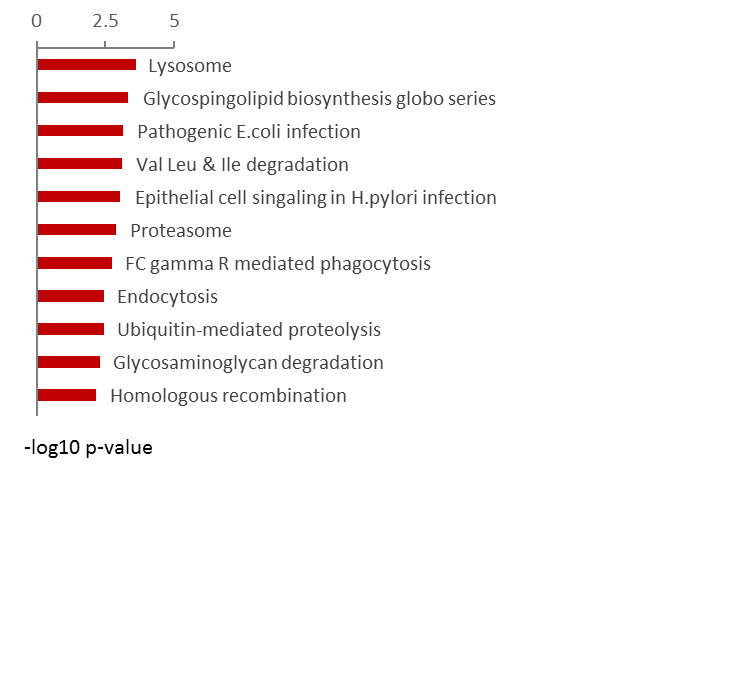 0 2.5 5
Lysosome
Glycospingolipid biosynthesis globo series
Pathogenic E.coli infection
Val Leu & Ile degradation
Epithelial cell singaling in H.pylori infection
Proteasome
FC gamma R mediated phagocytosis
Endocytosis
Ubiquitin-mediated proteolysis
Glycosaminoglycan degradation
Homologous recombination
-log10 p-value